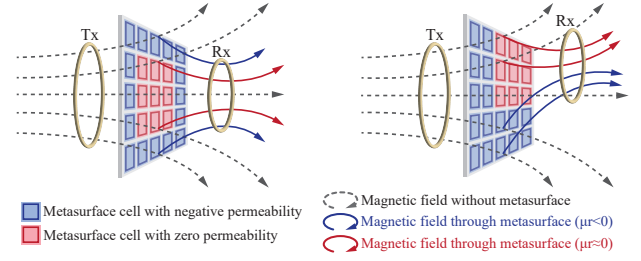 Tx
Rx
Tx
Rx
Metasurface cell with negative permeability
Metasurface cell with zero permeability
Magnetic field without metasurface
Magnetic field through metasurface (μr<0)
Magnetic field through metasurface (μr≈0)